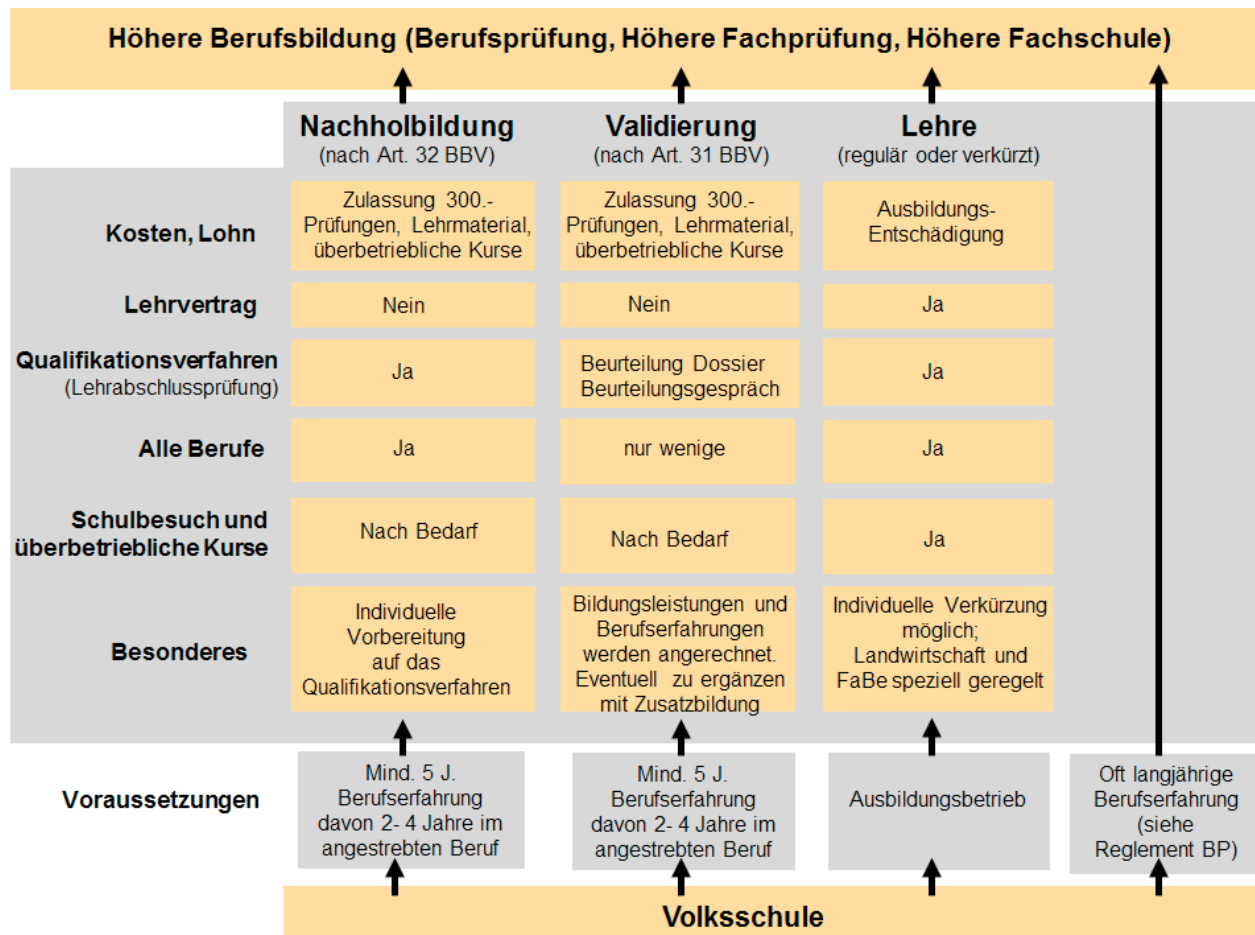 Höhere Berufsbildung (Berufsprüfung, Höhere Fachprüfung, Höhere Fachschule)
Nachholbildung
(nach Art. 32 BBV)
Validierung
(nach Art. 31 BBV)
Lehre
(regulär oder verkürzt)
Kosten, Lohn
Zulassung 300.-
Prüfungen, Lehrmaterial,
überbetriebliche Kurse
Zulassung 300.-
Prüfungen, Lehrmaterial,
überbetriebliche Kurse
Ausbildungs-
Entschädigung
Lehrvertrag
Nein
Nein
Ja
Qualifikationsverfahren
(Lehrabschlussprüfung)
Ja
Beurteilung Dossier
Beurteilungsgespräch
Ja
Alle Berufe
Ja
nur wenige
Ja
Schulbesuch und
überbetriebliche Kurse
Nach Bedarf
Nach Bedarf
Ja
Besonderes
Individuelle
Vorbereitung
auf das
Qualifikationsverfahren
Bildungsleistungen und
Berufserfahrungen
werden angerechnet.
Eventuell zu ergänzen
mit Zusatzbildung
Individuelle Verkürzung
möglich;
Landwirtschaft und
FaBe speziell geregelt
Voraussetzungen
Mind. 5 J.
Berufserfahrung
davon 2- 4 Jahre im
angestrebten Beruf
Mind. 5 J.
Berufserfahrung
davon 2- 4 Jahre im
angestrebten Beruf
Ausbildungsbetrieb
Oft langjährige
Berufserfahrung
(siehe
Reglement BP)
Volksschule